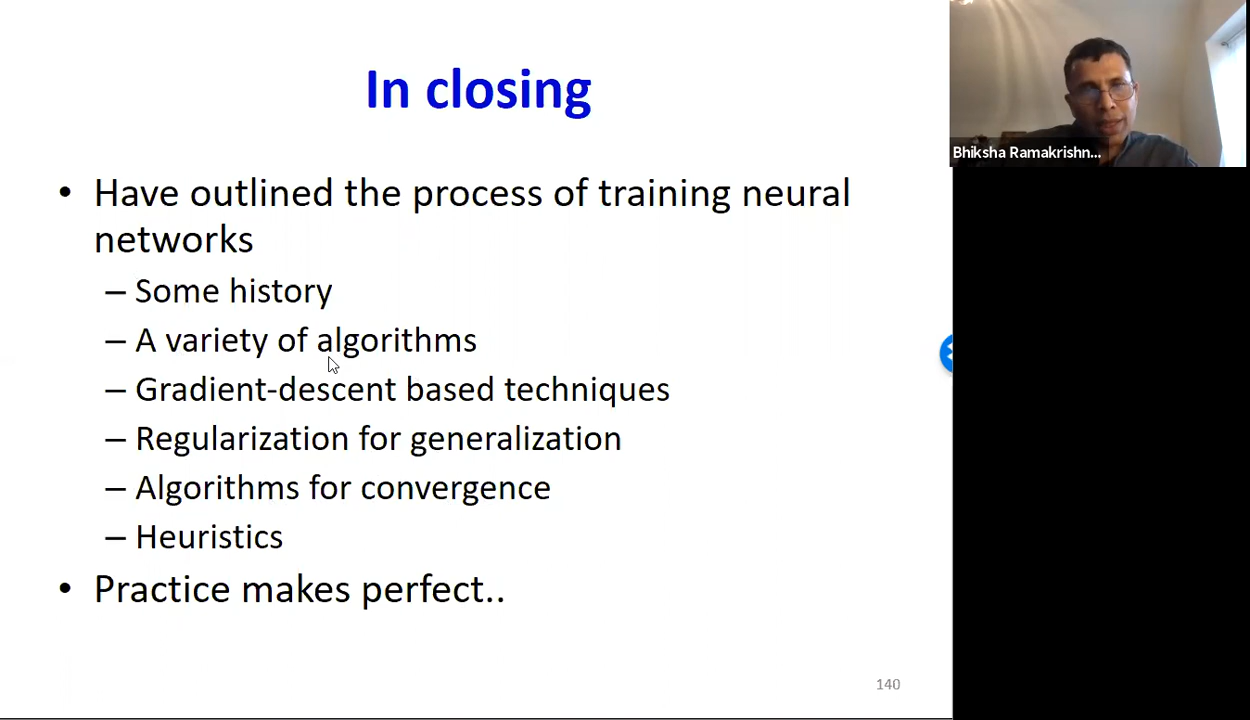 In closing
Bhiksha Ramakrishn...
• Have outlined the process of training neural
networks
– Some history
– A variety of algorithms
– Gradient-descent based techniques
– Regularization for generalization
– Algorithms for convergence
– Heuristics
• Practice makes perfect..
140